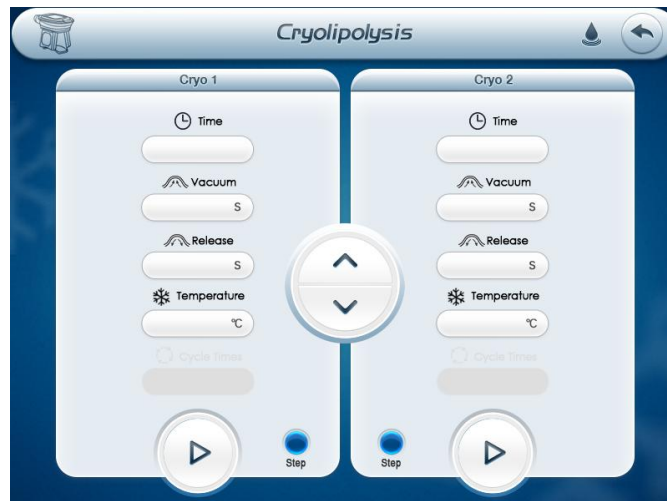 Cryolipolysis
Cryo 1
Time
Vacuum
S
Release
S
Temperature
℃
Cycle Times
Step
Cryo 2
Time
Vacuum
S
Release
S
Temperature
℃
Cycle Times
Step